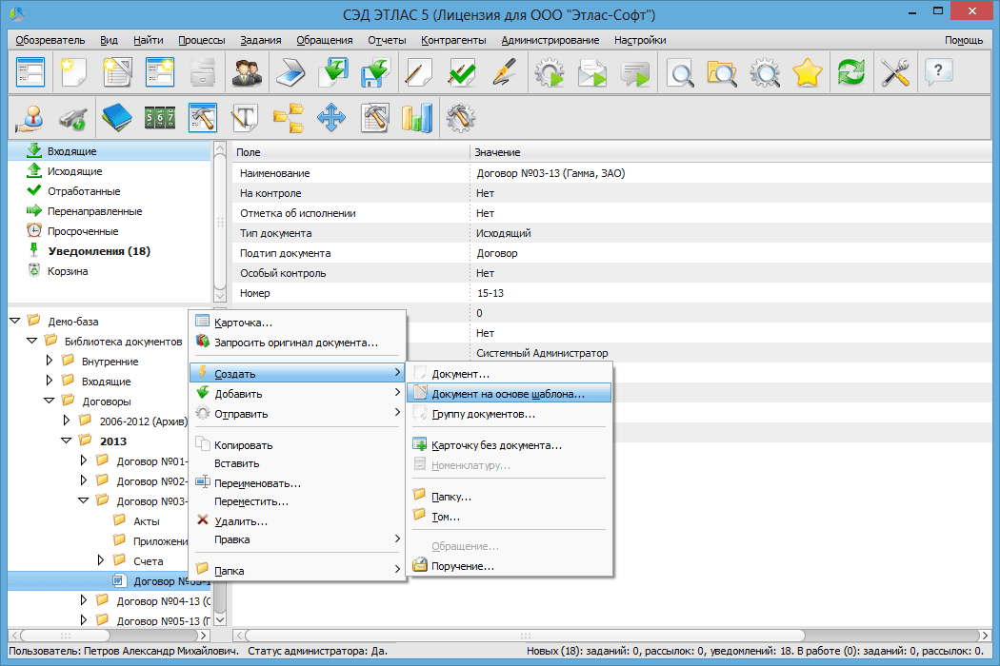 СЭД ЭТЛАС 5 (Лицензия для ООО "Этлас-Софт")
Обозреватель Вид Найти Процессы Задания Обращения Отчеты Контрагенты Администрирование Настройки Помощь
5 6 7
Входящие
Исходящие
Отработанные
Перенаправленные
Просроченные
Уведомления (18)
Корзина
Поле Значение
Наименование Договор №03-13 (Гамма, ЗАО)
На контроле Нет
Отметка об исполнении Нет
Тип документа Исходящий
Подтип документа Договор
Особый контроль Нет
Номер 15-13
0
Нет
Системный Администратор
Демо-база
Библиотека документов
Внутренние
Входящие
Договоры
2006-2012 (Архив)
2013
Договор №01-
Договор №02-
Договор №03-
Акты
Приложени
Счета
Договор №03-1
Договор №04-13 (С
Договор №05-13 (Г
Карточка...
Запросить оригинал документа...
Создать
Добавить
Отправить
Копировать
Вставить
Переименовать...
Переместить...
Удалить...
Правка
Папка
Документ...
Документ на основе шаблона...
Группу документов...
Карточку без документа...
Номенклатуру...
Папку...
Том...
Обращение...
Поручение...
Пользователь: Петров Александр Михайлович. Статус администратора: Да. Новых (18): заданий: 0, рассылок: 0, уведомлений: 18. В работе (0): заданий: 0, рассылок: 0.